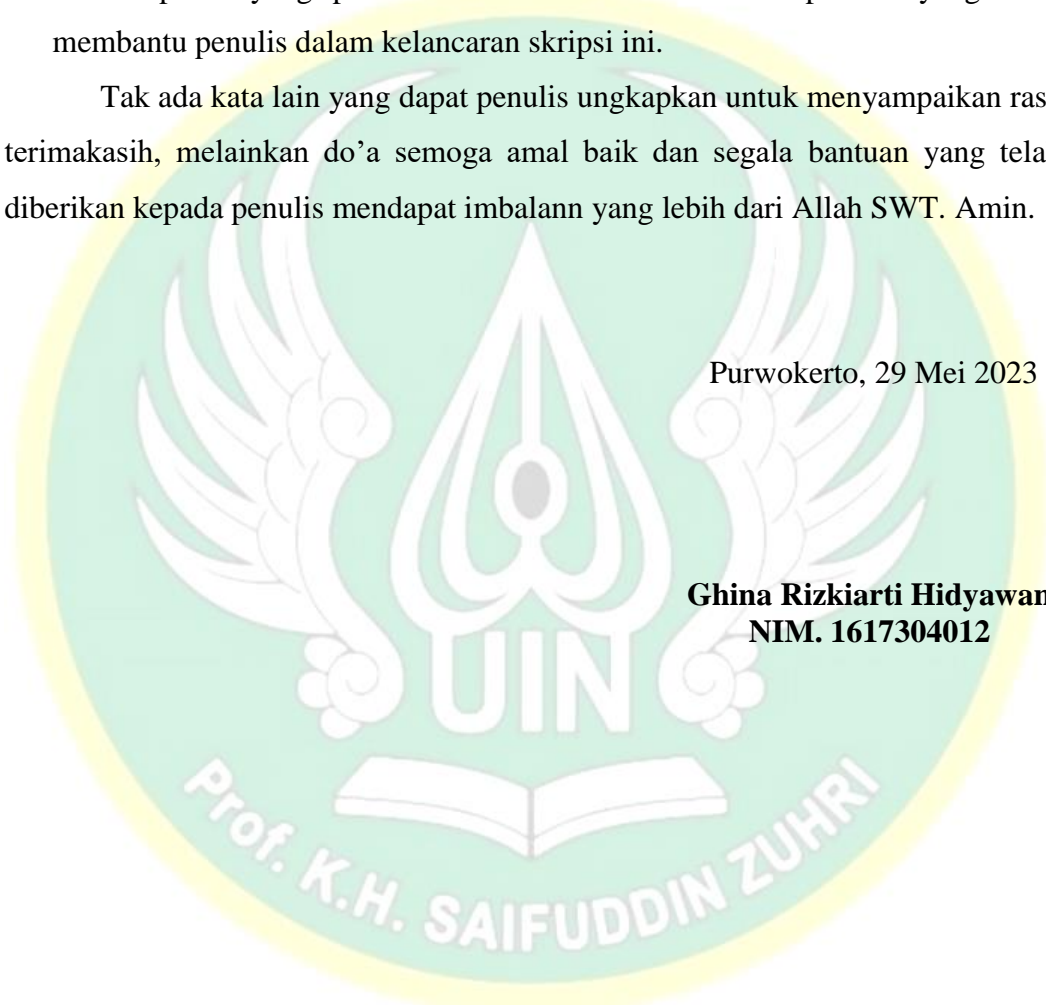 membantu penulis dalam kelancaran skripsi ini.
Tak ada kata lain yang dapat penulis ungkapkan untuk menyampaikan ras
terimakasih, melainkan do’a semoga amal baik dan segala bantuan yang tela
diberikan kepada penulis mendapat imbalann yang lebih dari Allah SWT. Amin.
Purwokerto, 29 Mei 2023
Ghina Rizkiarti Hidyawan
NIM. 1617304012
UIN
Prof. K.H. SAIFUDDIN ZUHRI